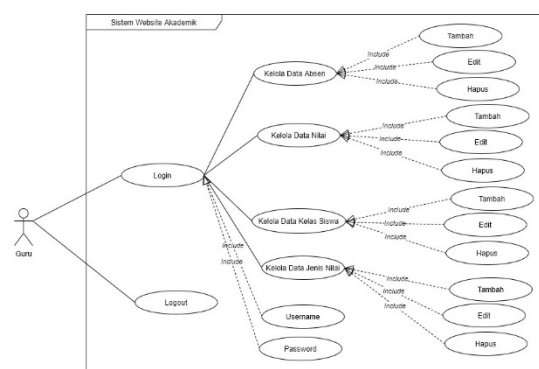 Sistem Website Akademik
Include
Tambah
Include
Edit
Kelola Data Absen
Include
Hapus
Include
Tambah
Kelola Data Nilai
Include
Edit
Include
Hapus
Login
Include
Tambah
Include
Kelola Data Kelas Siswa
Edit
Include
Hapus
Guru
Include
Include
Kelola Data Jenis Nilai
Include
Tambah
Include
Edit
Logout
Username
Include
Hapus
Password